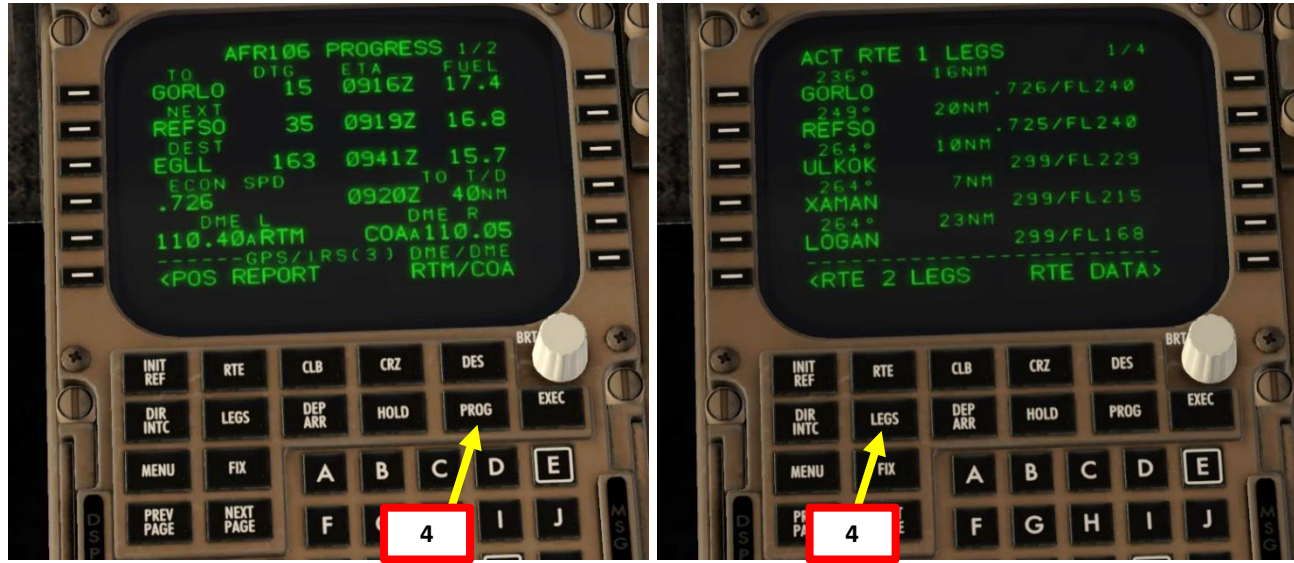 AFR106 PROGRESS 1/2
TO DTG ETA FUEL
GORLO 15 0916Z 17.4
NEXT
REFSO 35 0919Z 16.8
DEST
EGLL 163 0941Z 15.7
ECON SPD TO T/D
.726 0920Z 40NM
DME L DME R
110.40ARTM COAA110.05
------GPS/IRS(3) DME/DME
<POS REPORT RTM/COA
BRT
INIT REF RTE CLB CRZ DES
DIR INTC LEGS DEP ARR HOLD PROG EXEC
MENU FIX A B C D E
PREV PAGE NEXT PAGE F I J
DSP MSG
4
ACT RTE 1 LEGS 1/4
236° 16NM
GORLO .726/FL240
249° 20NM
REFSO .725/FL240
264° 10NM
ULKOK 299/FL229
264° 7NM
XAMAN 299/FL215
264° 23NM
LOGAN 299/FL168
<RTE 2 LEGS RTE DATA>
BRT
INIT REF RTE CLB CRZ DES
DIR INTC LEGS DEP ARR HOLD PROG EXEC
MENU FIX A B C D E
F G H I J
DSP MSG
4